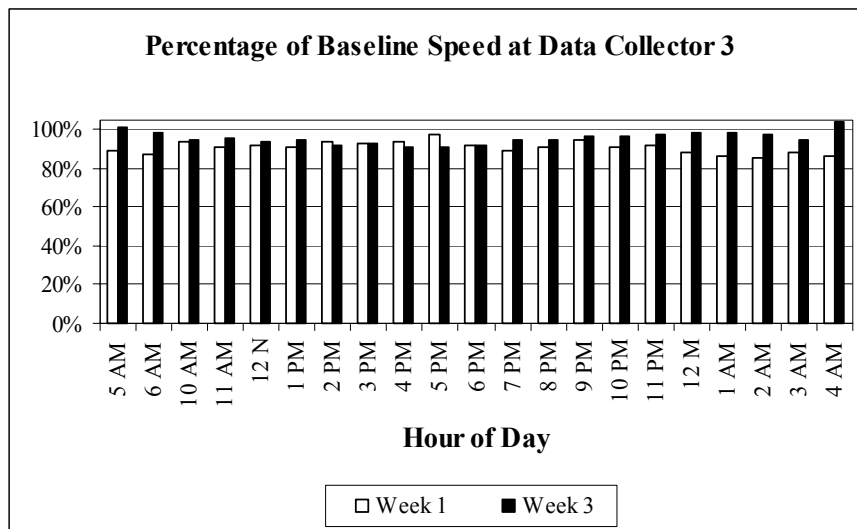 Percentage of Baseline Speed at Data Collector 3
100%
80%
60%
40%
20%
0%
5 AM
6 AM
10 AM
11 AM
12 N
1 PM
2 PM
3 PM
4 PM
5 PM
6 PM
7 PM
8 PM
9 PM
10 PM
11 PM
12 M
1 AM
2 AM
3 AM
4 AM
Hour of Day
Week 1
Week 3